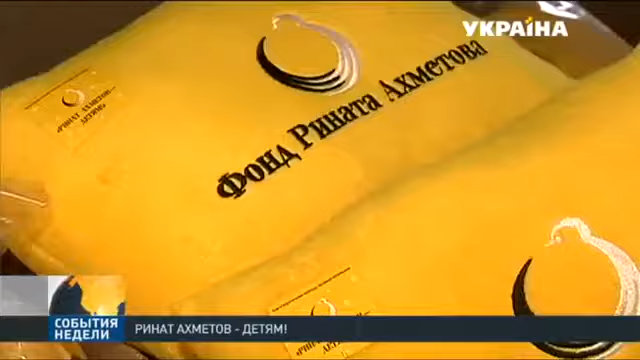 УКРАЇНА
Фонд Рината Ахметова
«РИНАТ АХМЕТОВ –
ДЕТЯМ!»
СОБЫТИЯ
НЕДЕЛИ
РИНАТ АХМЕТОВ - ДЕТЯМ!